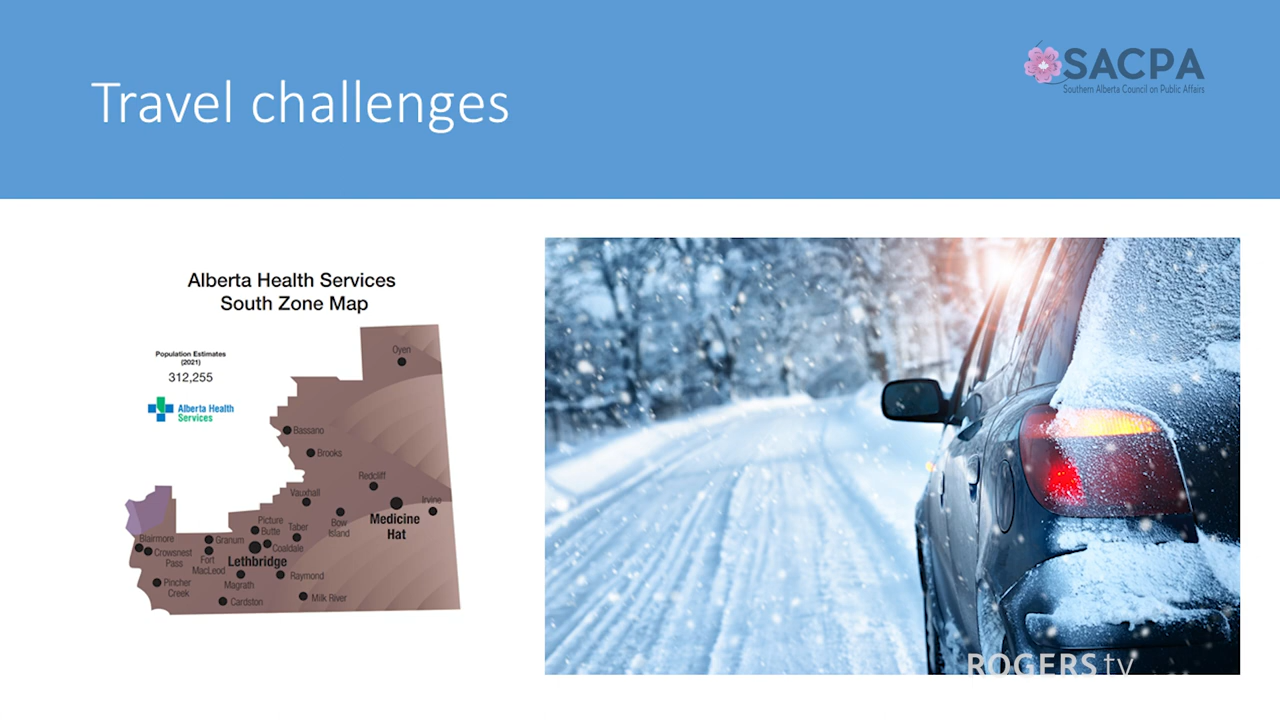 Travel challenges
SACPA
Southern Alberta Council on Public Affairs
Alberta Health Services
South Zone Map
Population Estimates
(2021)
312,255
Alberta Health
Services
Oyen
Bassano
Brooks
Redcliff
Vauxhall
Irvine
Medicine
Hat
Bow
Island
Picture
Butte
Taber
Coaldale
Lethbridge
Granum
Fort
MacLeod
Blairmore
Crowsnest
Pass
Magrath
Raymond
Pincher
Creek
Cardston
Milk River
ROGERS tv